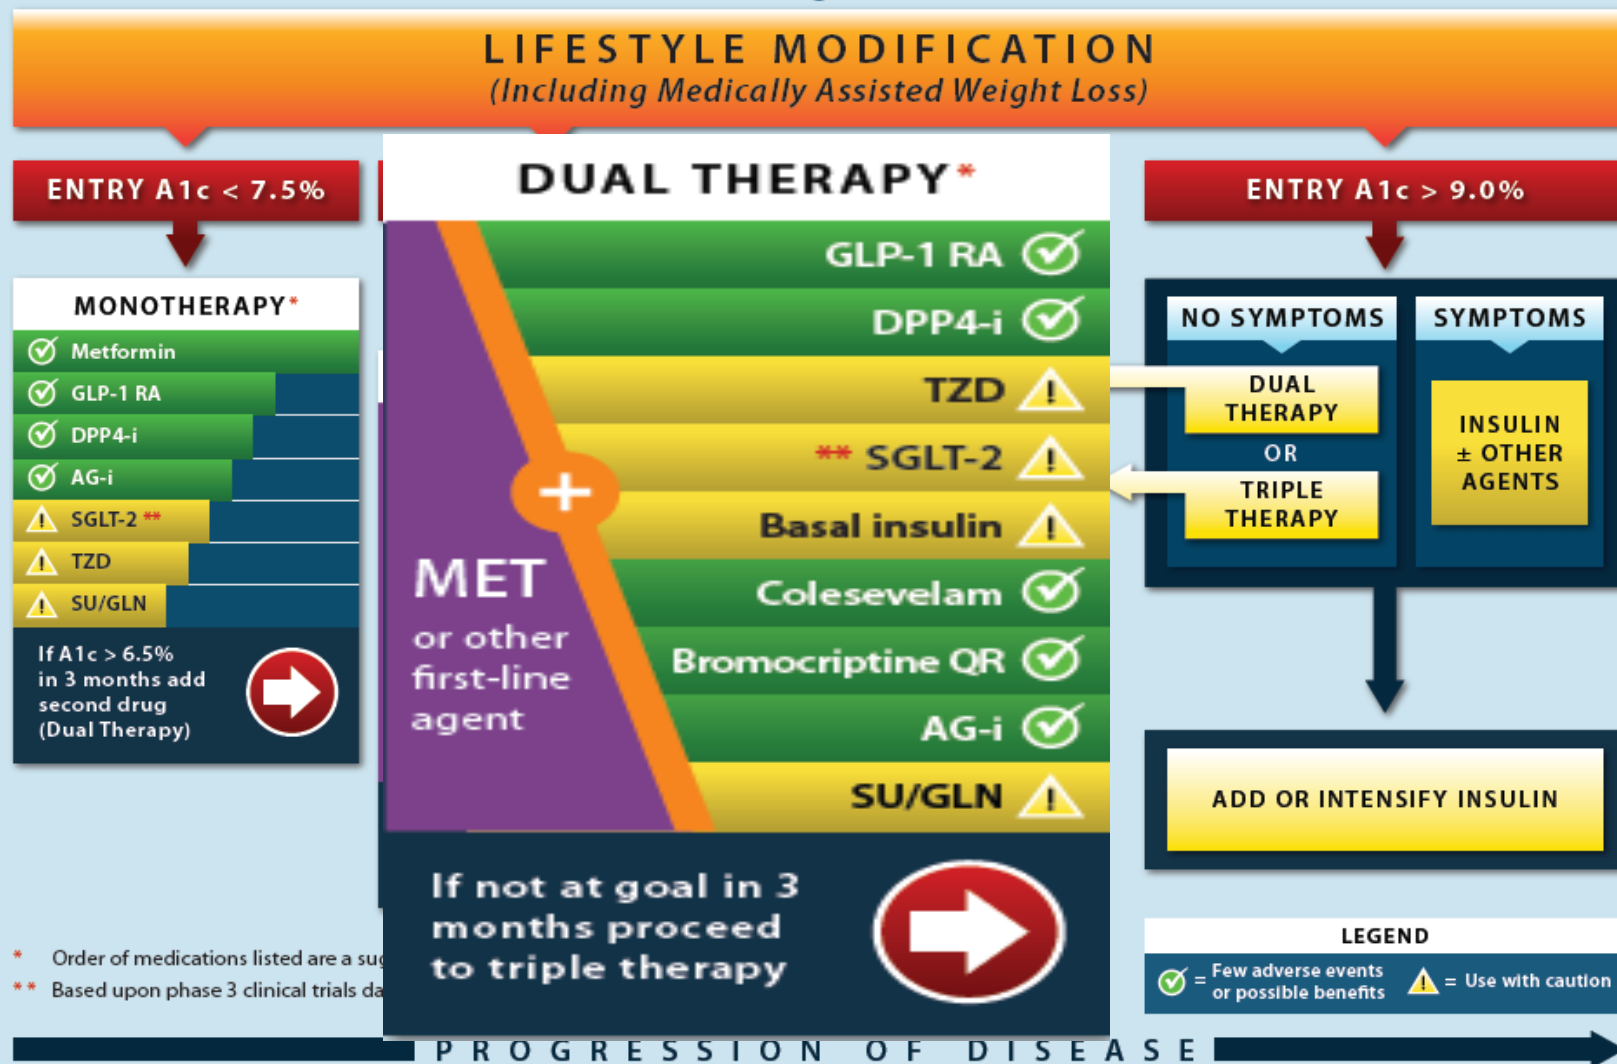 LIFESTYLE MODIFICATION
(Including Medically Assisted Weight Loss)
ENTRY A1c < 7.5%
MONOTHERAPY*
Metformin
GLP-1 RA
DPP4-i
AG-i
SGLT-2 **
TZD
SU/GLN
If A1c > 6.5%
in 3 months add
second drug
(Dual Therapy)
DUAL THERAPY*
GLP-1 RA
DPP4-i
TZD
** SGLT-2
Basal insulin
Colesevelam
Bromocriptine QR
AG-i
SU/GLN
+
MET
or other
first-line
agent
If not at goal in 3
months proceed
to triple therapy
ENTRY A1c > 9.0%
NO SYMPTOMS
DUAL
THERAPY
OR
TRIPLE
THERAPY
SYMPTOMS
INSULIN
± OTHER
AGENTS
ADD OR INTENSIFY INSULIN
LEGEND
= Few adverse events
or possible benefits
= Use with caution
* Order of medications listed are a
** Based upon phase 3 clinical trials
PROGRESSION OF DISEASE